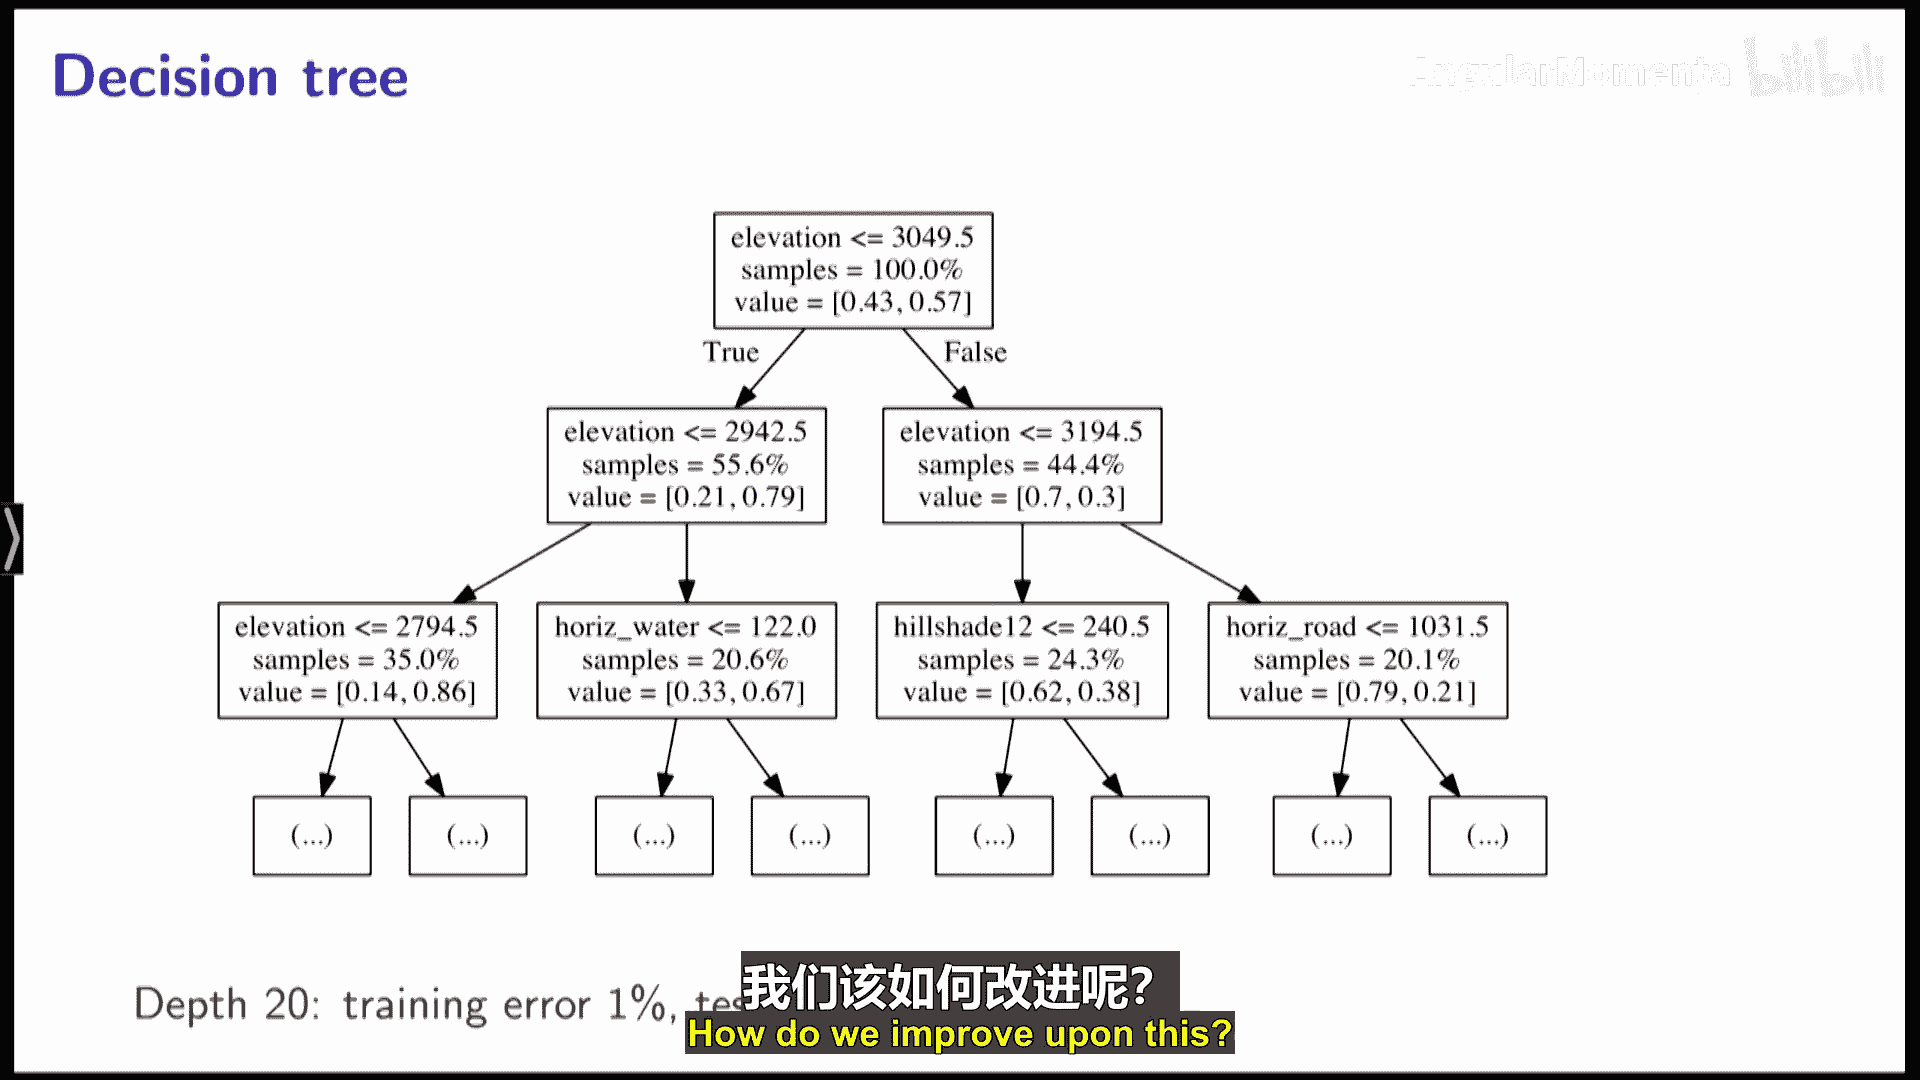 Decision tree
AngularMomenta bilibili
elevation <= 3049.5
samples = 100.0%
value = [0.43, 0.57]
True
False
elevation <= 2942.5
samples = 55.6%
value = [0.21, 0.79]
elevation <= 3194.5
samples = 44.4%
value = [0.7, 0.3]
elevation <= 2794.5
samples = 35.0%
value = [0.14, 0.86]
horiz_water <= 122.0
samples = 20.6%
value = [0.33, 0.67]
hillshade12 <= 240.5
samples = 24.3%
value = [0.62, 0.38]
horiz_road <= 1031.5
samples = 20.1%
value = [0.79, 0.21]
(...)
(...)
(...)
(...)
(...)
(...)
(...)
(...)
Depth 20: training error 1%,
我们该如何改进呢?
How do we improve upon this?